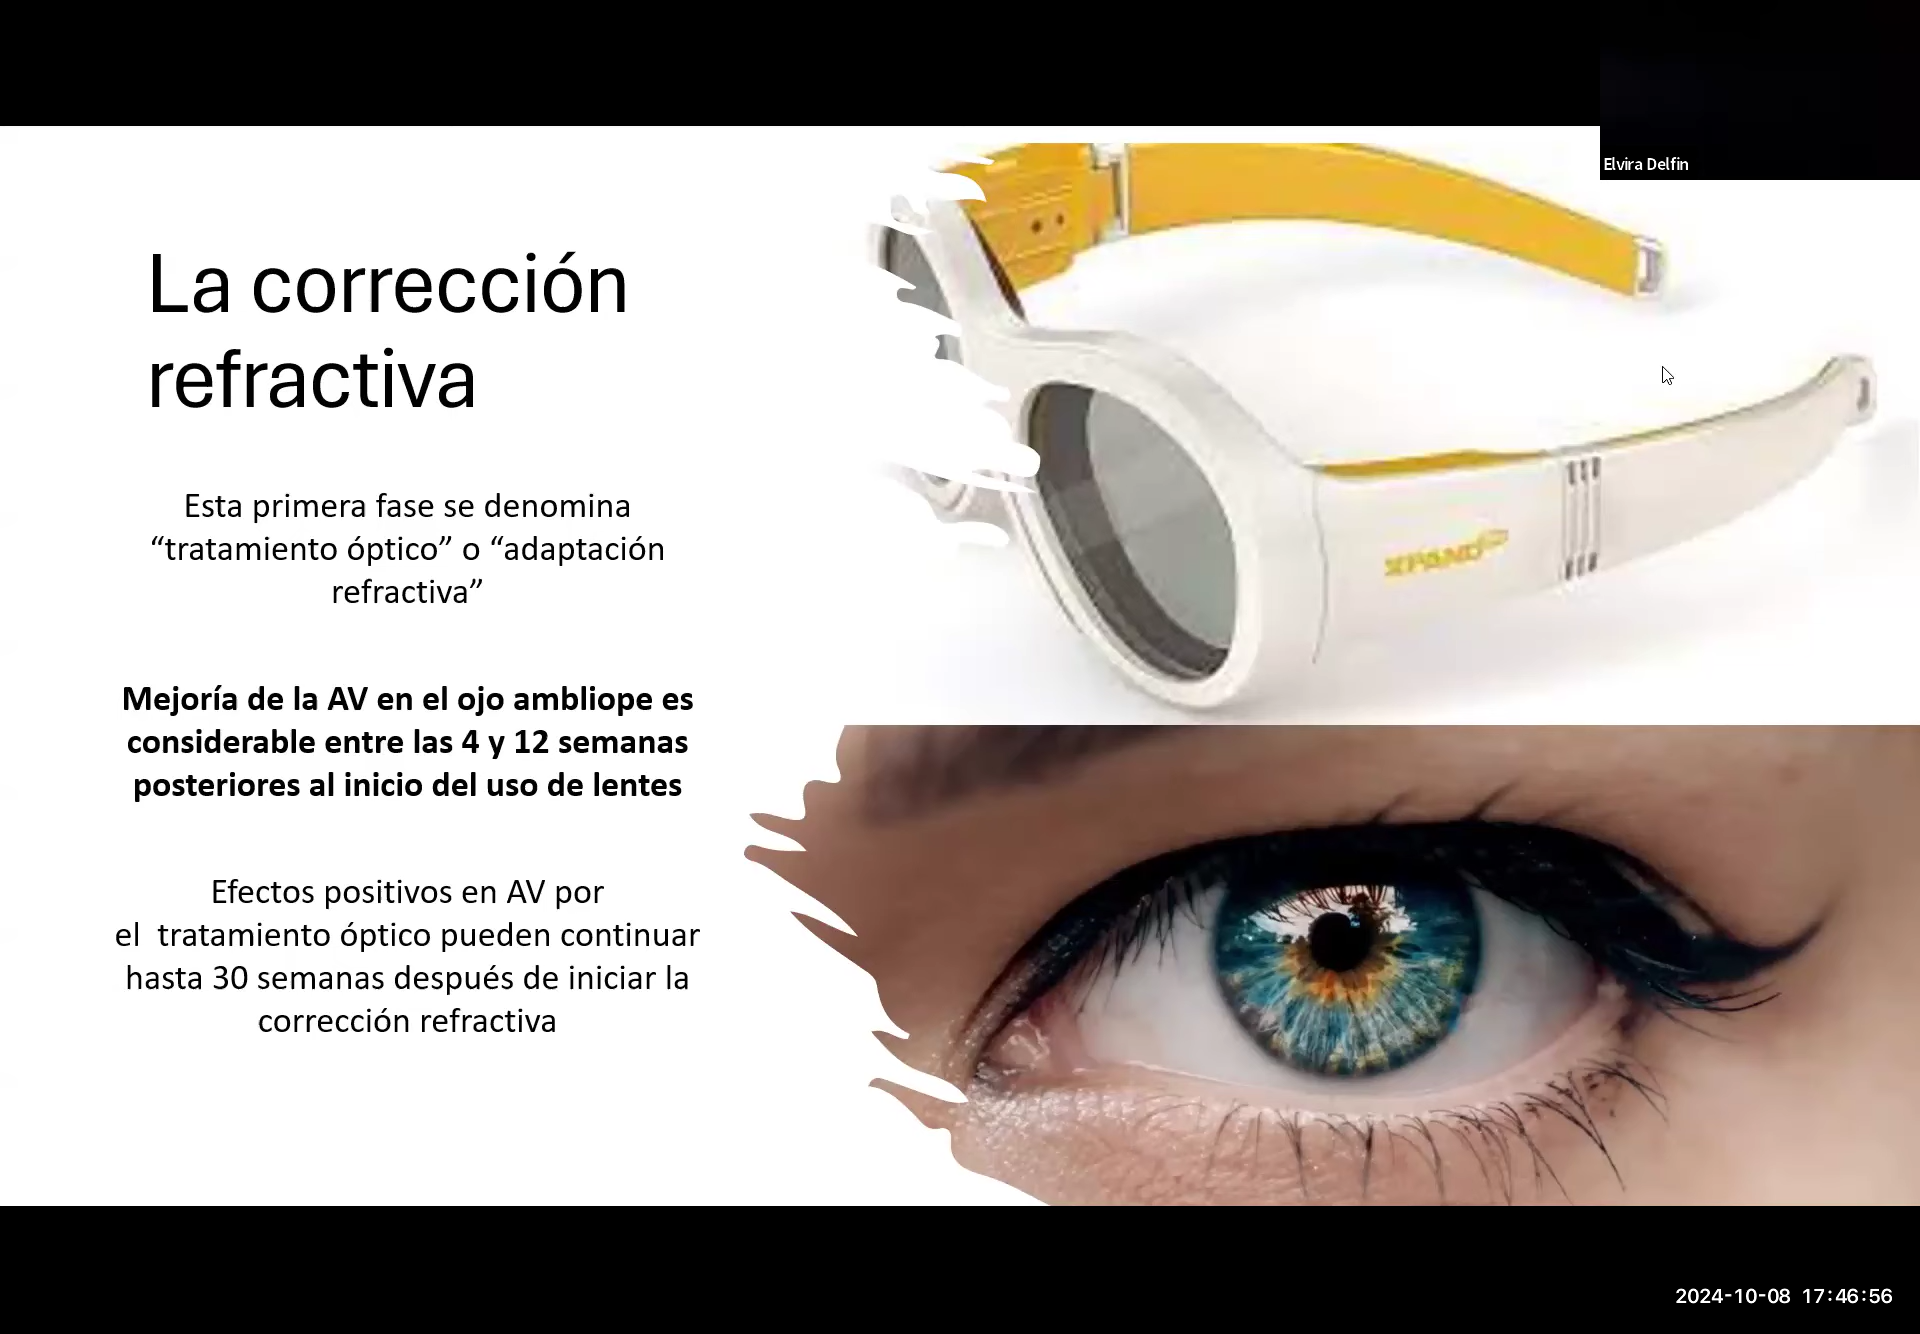 Elvira Delfin
La corrección
refractiva
Esta primera fase se denomina
“tratamiento óptico” o “adaptación
refractiva”
Mejoría de la AV en el ojo ambliope es
considerable entre las 4 y 12 semanas
posteriores al inicio del uso de lentes
Efectos positivos en AV por
el  tratamiento óptico pueden continuar
hasta 30 semanas después de iniciar la
corrección refractiva
XPAND
2024-10-08 17:46:56